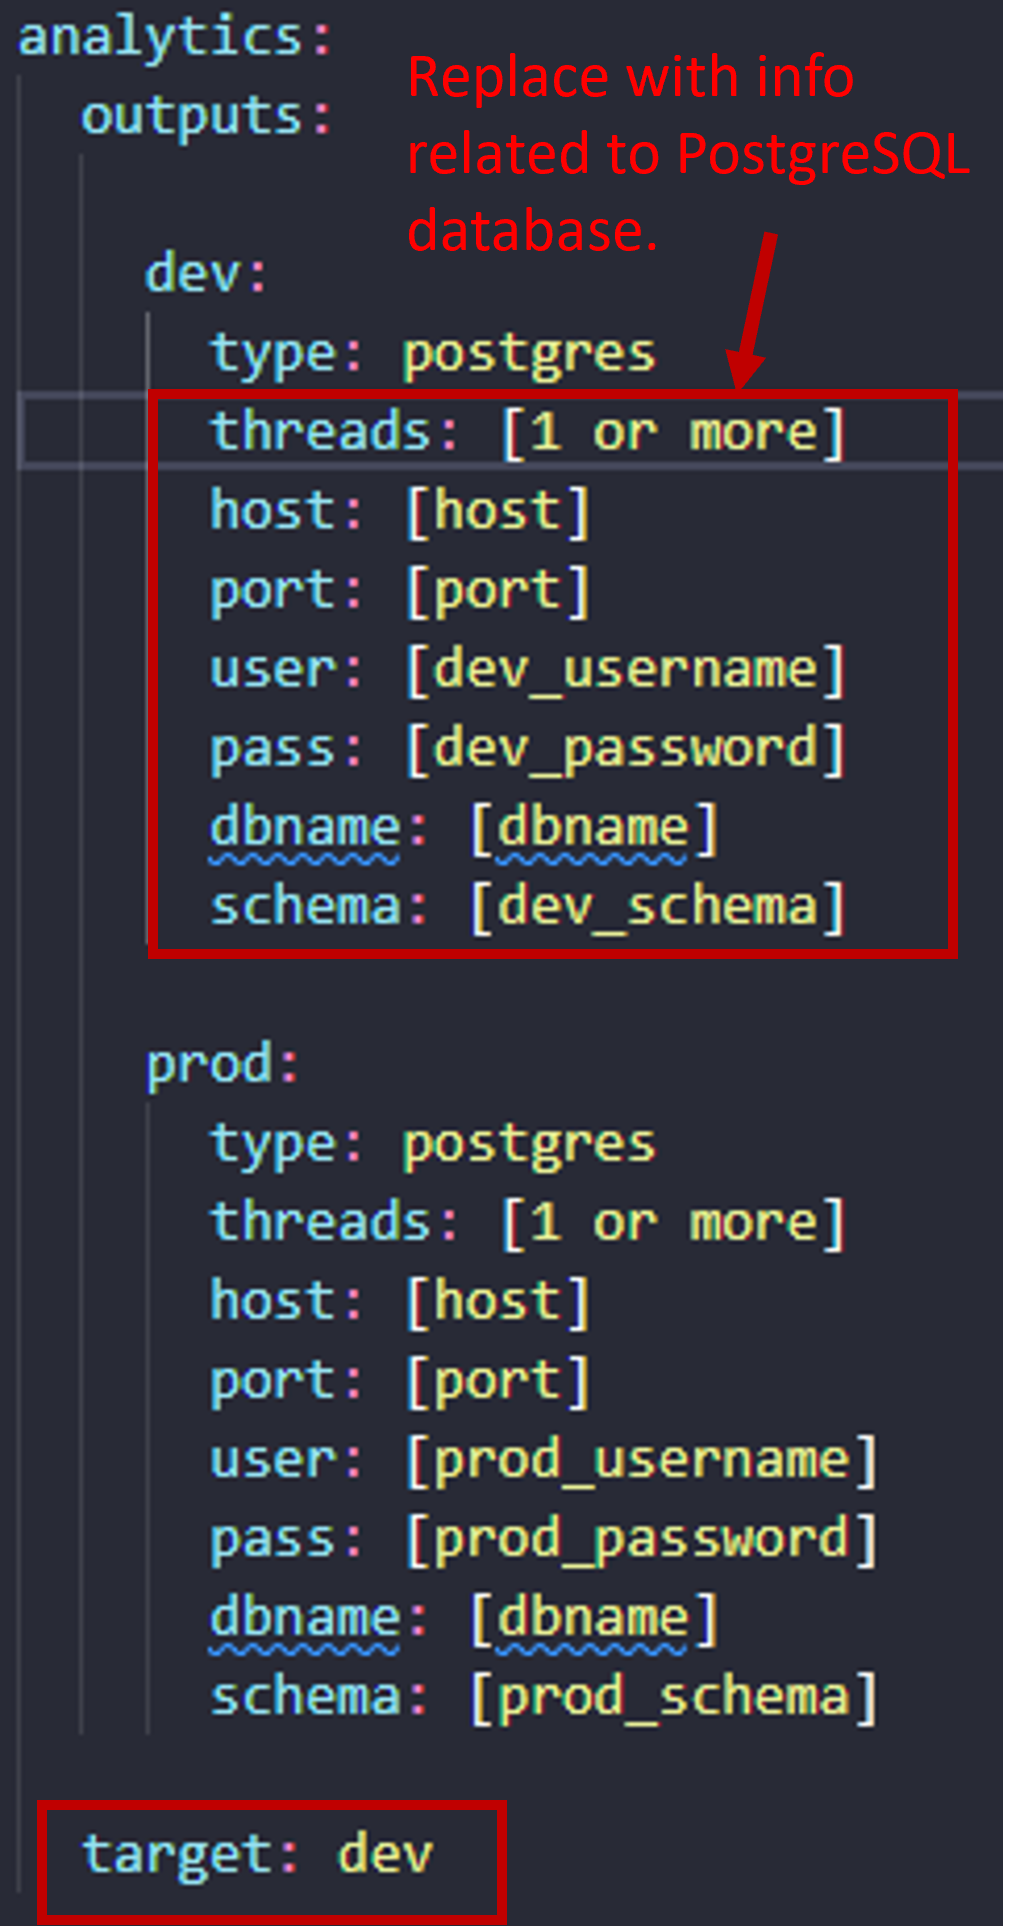 analytics:
outputs:
Replace with info
related to PostgreSQL
database.
dev:
type: postgres
threads: [1 or more]
host: [host]
port: [port]
user: [dev_username]
pass: [dev_password]
dbname: [dbname]
schema: [dev_schema]
prod:
type: postgres
threads: [1 or more]
host: [host]
port: [port]
user: [prod_username]
pass: [prod_password]
dbname: [dbname]
schema: [prod_schema]
target: dev